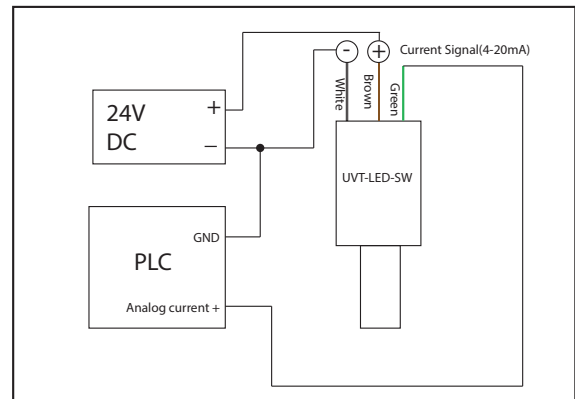 24V
DC
+
−
-
+
Current Signal(4-20mA)
White
Brown
Green
UVT-LED-SW
PLC
GND
Analog current +